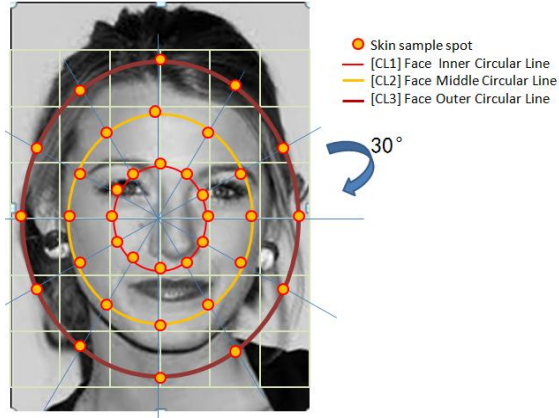 Skin sample spot
[CL1] Face Inner Circular Line
[CL2] Face Middle Circular Line
[CL3] Face Outer Circular Line
30°